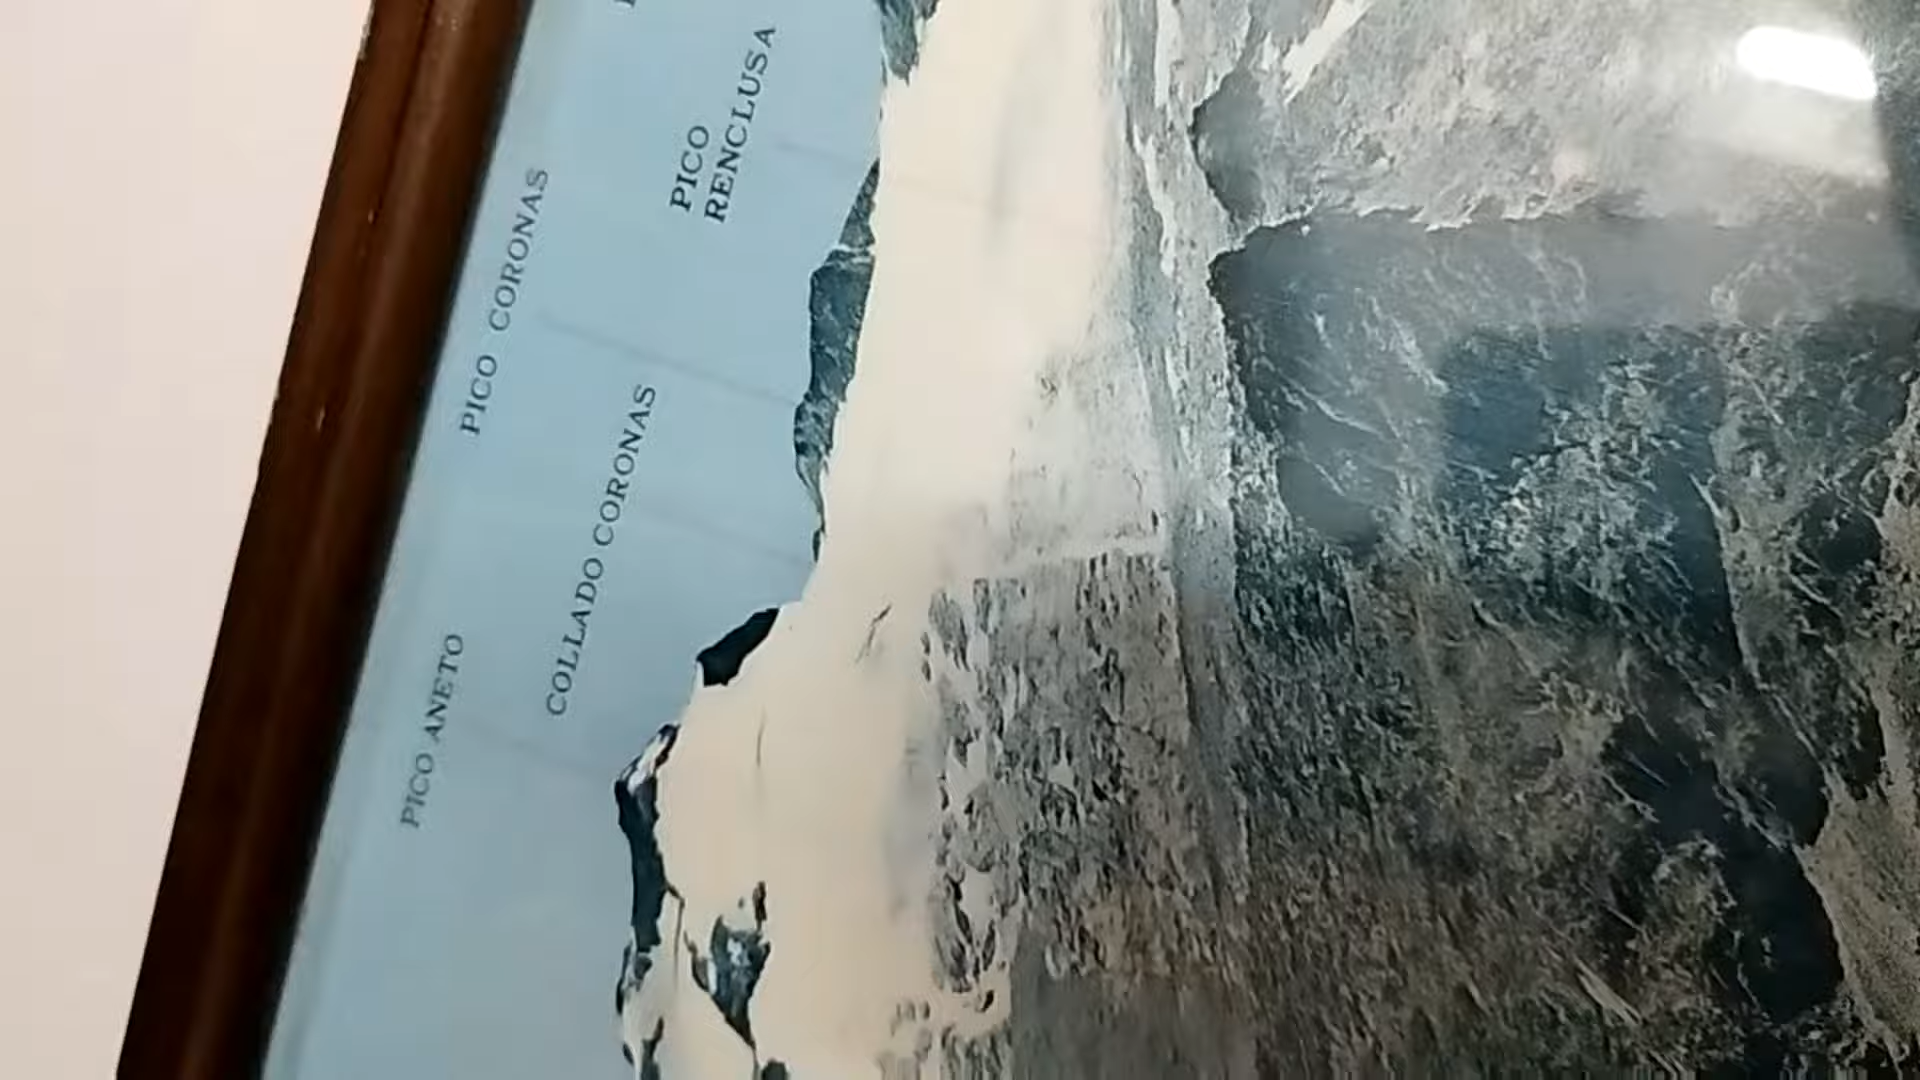 PICO ANETO
COLLADO CORONAS
PICO CORONAS
PICO
RENCLUSA